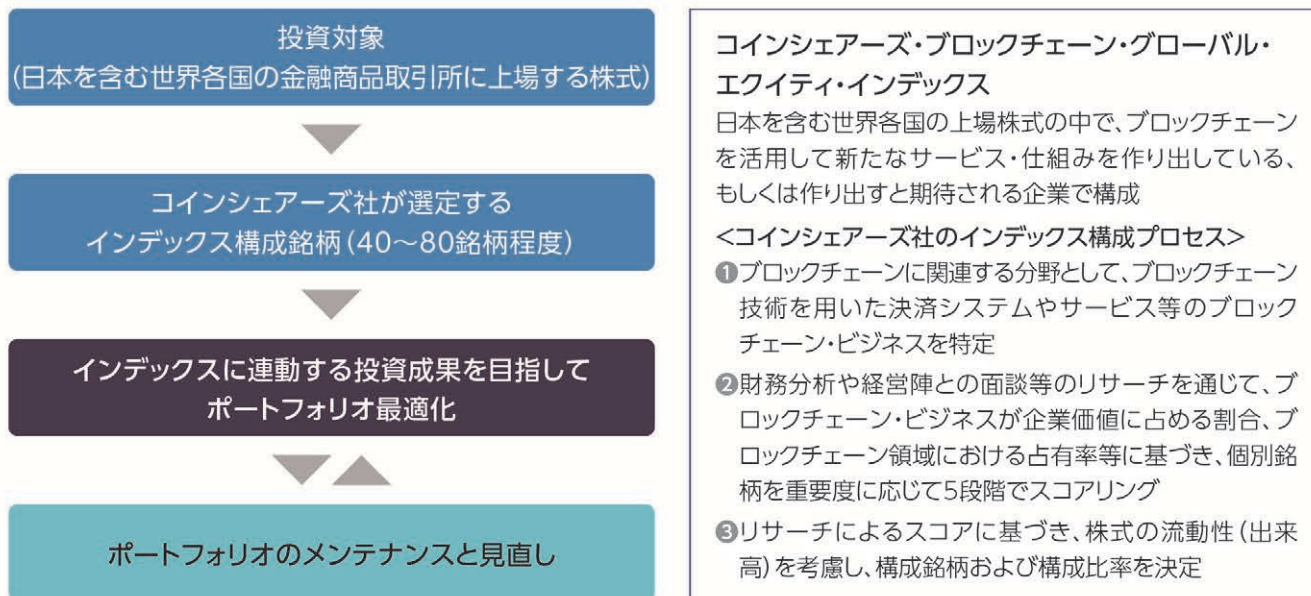 投資対象
(日本を含む世界各国の金融商品取引所に上場する株式)
コインシェアーズ社が選定する
インデックス構成銘柄(40～80銘柄程度)
インデックスに連動する投資成果を目指して
ポートフォリオ最適化
ポートフォリオのメンテナンスと見直し
コインシェアーズ・ブロックチェーン・グローバル・
エクイティ・インデックス
日本を含む世界各国の上場株式の中で、ブロックチェーン
を活用して新たなサービス・仕組みを作り出している、
もしくは作り出すと期待される企業で構成
<コインシェアーズ社のインデックス構成プロセス>
❶ブロックチェーンに関連する分野として、ブロックチェーン
技術を用いた決済システムやサービス等のブロック
チェーン・ビジネスを特定
❷財務分析や経営陣との面談等のリサーチを通じて、ブ
ロックチェーン・ビジネスが企業価値に占める割合、ブ
ロックチェーン領域における占有率等に基づき、個別銘
柄を重要度に応じて5段階でスコアリング
❸リサーチによるスコアに基づき、株式の流動性(出来
高)を考慮し、構成銘柄および構成比率を決定